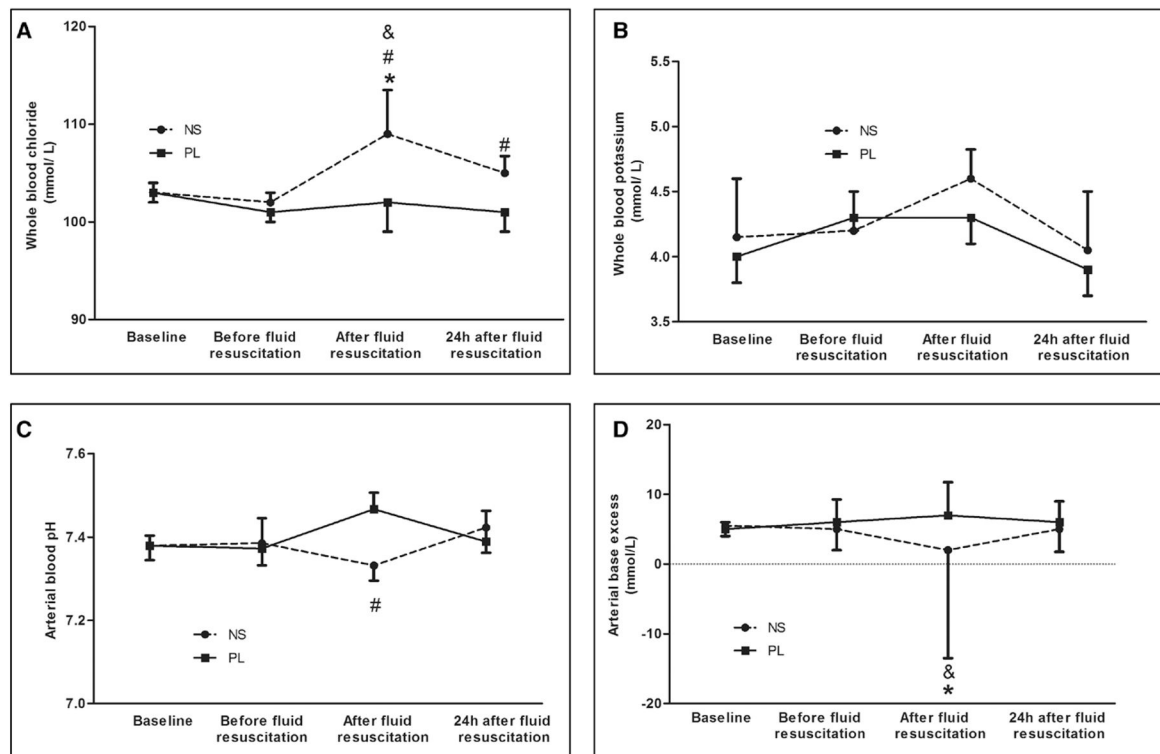 A
&
#
*
#
NS
PL
Whole blood chloride
(mmol/ L)
110
100
90
Baseline
Before fluid
resuscitation
After fluid
resuscitation
24h after fluid
resuscitation
B
5.5
5.0
4.5
4.0
3.5
Whole blood potassium
(mmol/ L)
NS
PL
Baseline
Before fluid
resuscitation
After fluid
resuscitation
24h after fluid
resuscitation
C
7.6
7.4
7.2
7.0
Arterial blood pH
#
NS
PL
Baseline
Before fluid
resuscitation
After fluid
resuscitation
24h after fluid
resuscitation
D
20
10
0
-10
-20
Arterial base excess
(mmol/L)
NS
PL
&
*
Baseline
Before fluid
resuscitation
After fluid
resuscitation
24h after fluid
resuscitation